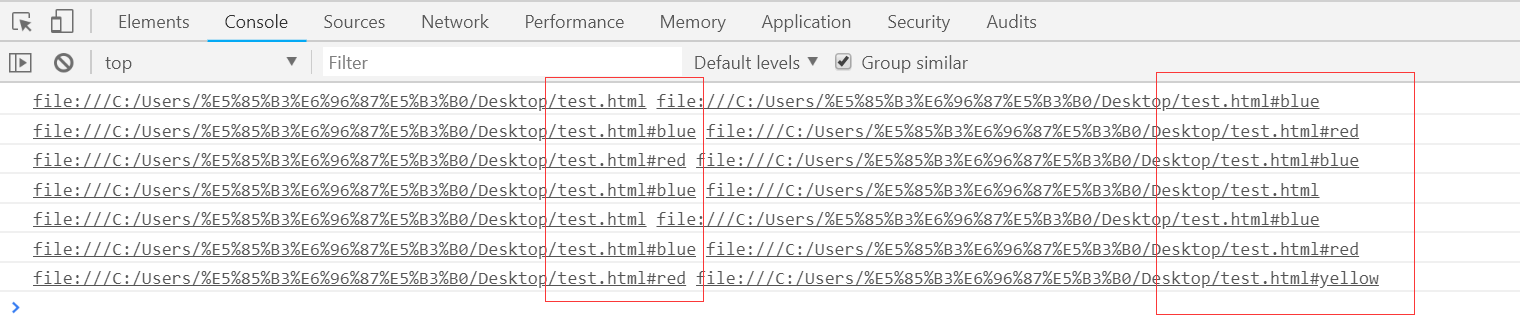 Elements Console Sources Network Performance Memory Application Security Audits
top Filter Default levels Group similar
file:///C:/Users/%E5%85%B3%E6%96%87%E5%B3%B0/Desktop/test.html file:///C:/Users/%E5%85%B3%E6%96%87%E5%B3%B0/Desktop/test.html#blue
file:///C:/Users/%E5%85%B3%E6%96%87%E5%B3%B0/Desktop/test.html#blue file:///C:/Users/%E5%85%B3%E6%96%87%E5%B3%B0/Desktop/test.html#red
file:///C:/Users/%E5%85%B3%E6%96%87%E5%B3%B0/Desktop/test.html#red file:///C:/Users/%E5%85%B3%E6%96%87%E5%B3%B0/Desktop/test.html#blue
file:///C:/Users/%E5%85%B3%E6%96%87%E5%B3%B0/Desktop/test.html#blue file:///C:/Users/%E5%85%B3%E6%96%87%E5%B3%B0/Desktop/test.html
file:///C:/Users/%E5%85%B3%E6%96%87%E5%B3%B0/Desktop/test.html file:///C:/Users/%E5%85%B3%E6%96%87%E5%B3%B0/Desktop/test.html#blue
file:///C:/Users/%E5%85%B3%E6%96%87%E5%B3%B0/Desktop/test.html#blue file:///C:/Users/%E5%85%B3%E6%96%87%E5%B3%B0/Desktop/test.html#red
file:///C:/Users/%E5%85%B3%E6%96%87%E5%B3%B0/Desktop/test.html#red file:///C:/Users/%E5%85%B3%E6%96%87%E5%B3%B0/Desktop/test.html#yellow